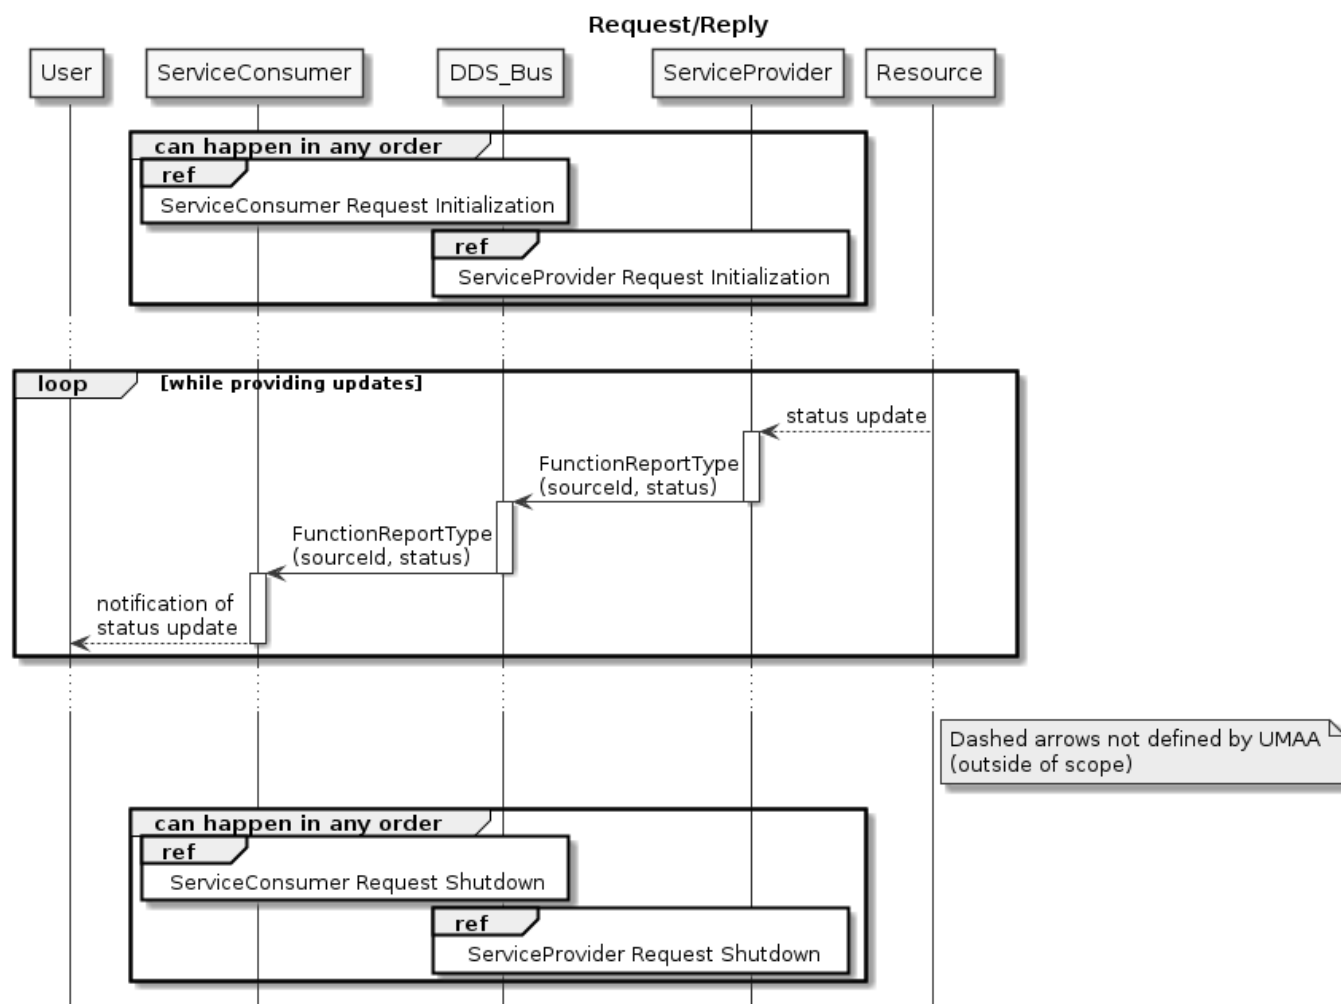 Request/Reply
User
ServiceConsumer
DDS_Bus
ServiceProvider
Resource
can happen in any order
ref
ServiceConsumer Request Initialization
ref
ServiceProvider Request Initialization
loop
[while providing updates]
status update
FunctionReportType
(sourceId, status)
FunctionReportType
(sourceId, status)
notification of
status update
Dashed arrows not defined by UMAA
(outside of scope)
can happen in any order
ref
ServiceConsumer Request Shutdown
ref
ServiceProvider Request Shutdown